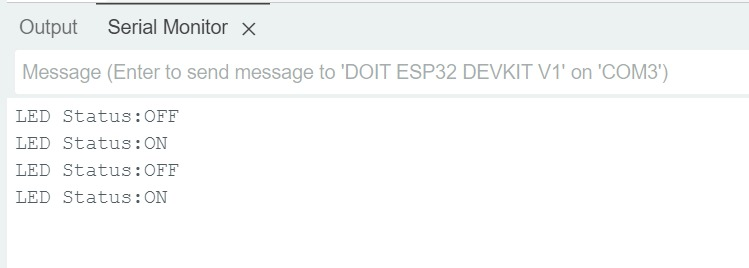 Output Serial Monitor
Message (Enter to send message to 'DOIT ESP32 DEVKIT V1' on 'COM3')
LED Status:OFF
LED Status:ON
LED Status:OFF
LED Status:ON